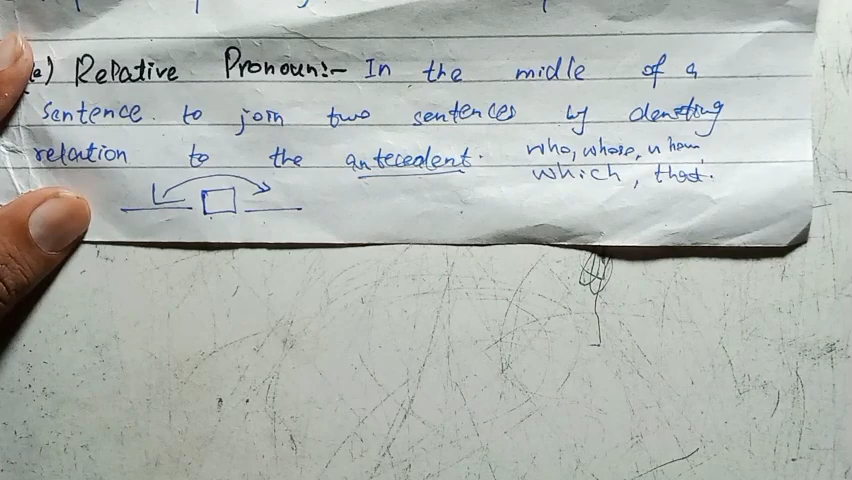 (e) Relative Pronoun:- In the midle of a
sentence to join two sentences by denoting
relation to the antecedent. who, whose, whom,
which, that.